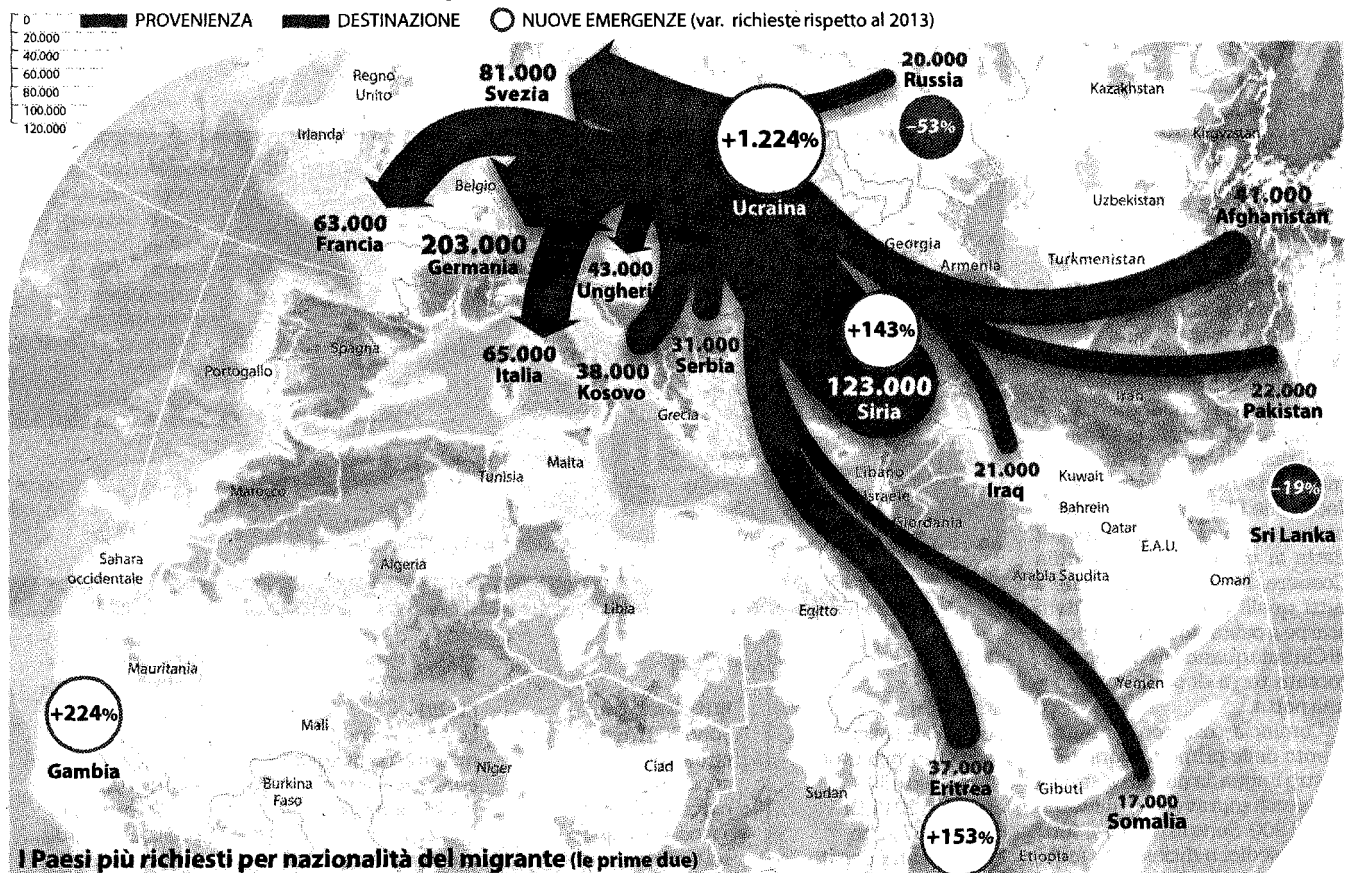 PROVENIENZA DESTINAZIONE NUOVE EMERGENZE (var. richieste rispetto al 2013)
0
20.000
40.000
60.000
80.000
100.000
120.000
Regno
Unito
Irlanda
81.000
Svezia
+1.224%
Ucraina
20.000
Russia
–53%
Kazakhstan
Kirgyzstan
Uzbekistan
41.000
Afghanistan
Belgio
63.000
Francia
203.000
Germania
43.000
Ungheri
Georgia
Armenia
Turkmenistan
Spagna
Portogallo
65.000
Italia
38.000
Kosovo
31.000
Serbia
Grecia
+143%
123.000
Siria
Iran
22.000
Pakistan
Marocco
Tunisia
Malta
Libano
Israele
Giordania
21.000
Iraq
Kuwait
Bahrein
Qatar
E.A.U.
–19%
Sri Lanka
Sahara
occidentale
Algeria
Libia
Egitto
Arabia Saudita
Oman
Mauritania
+224%
Gambia
Mali
Burkina
Faso
Niger
Ciad
Sudan
Yemen
37.000
Eritrea
+153%
Gibuti
17.000
Somalia
Etiopia
I Paesi più richiesti per nazionalità del migrante (le prime due)